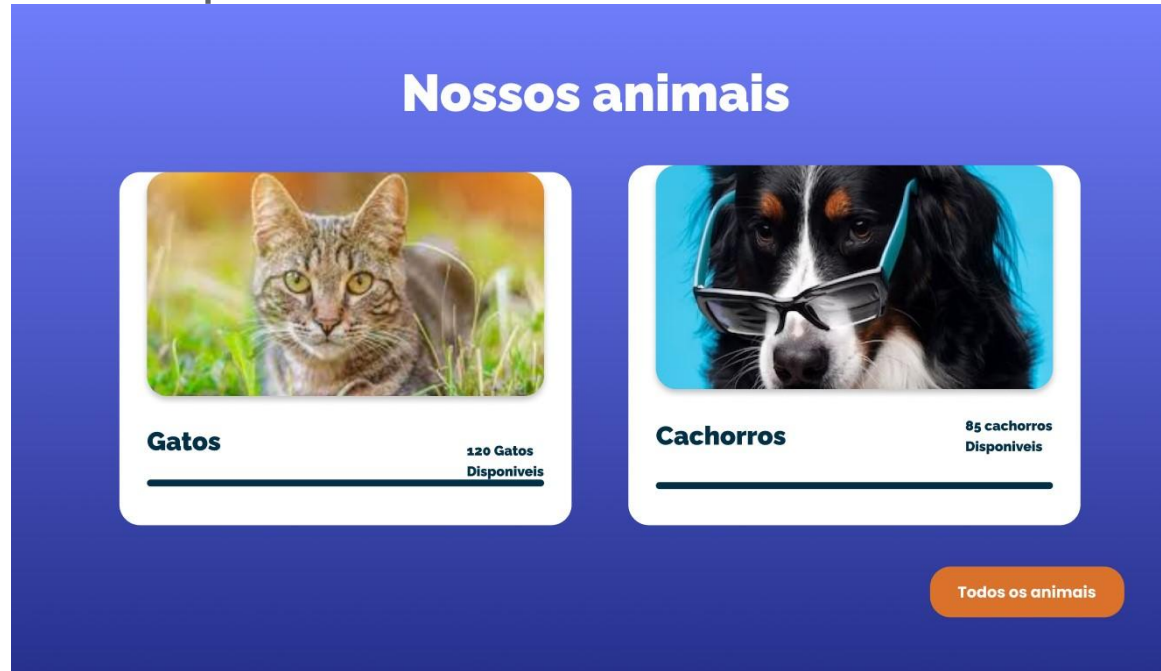 Nossos animais
Gatos
120 Gatos
Disponiveis
Cachorros
85 cachorros
Disponiveis
Todos os animais